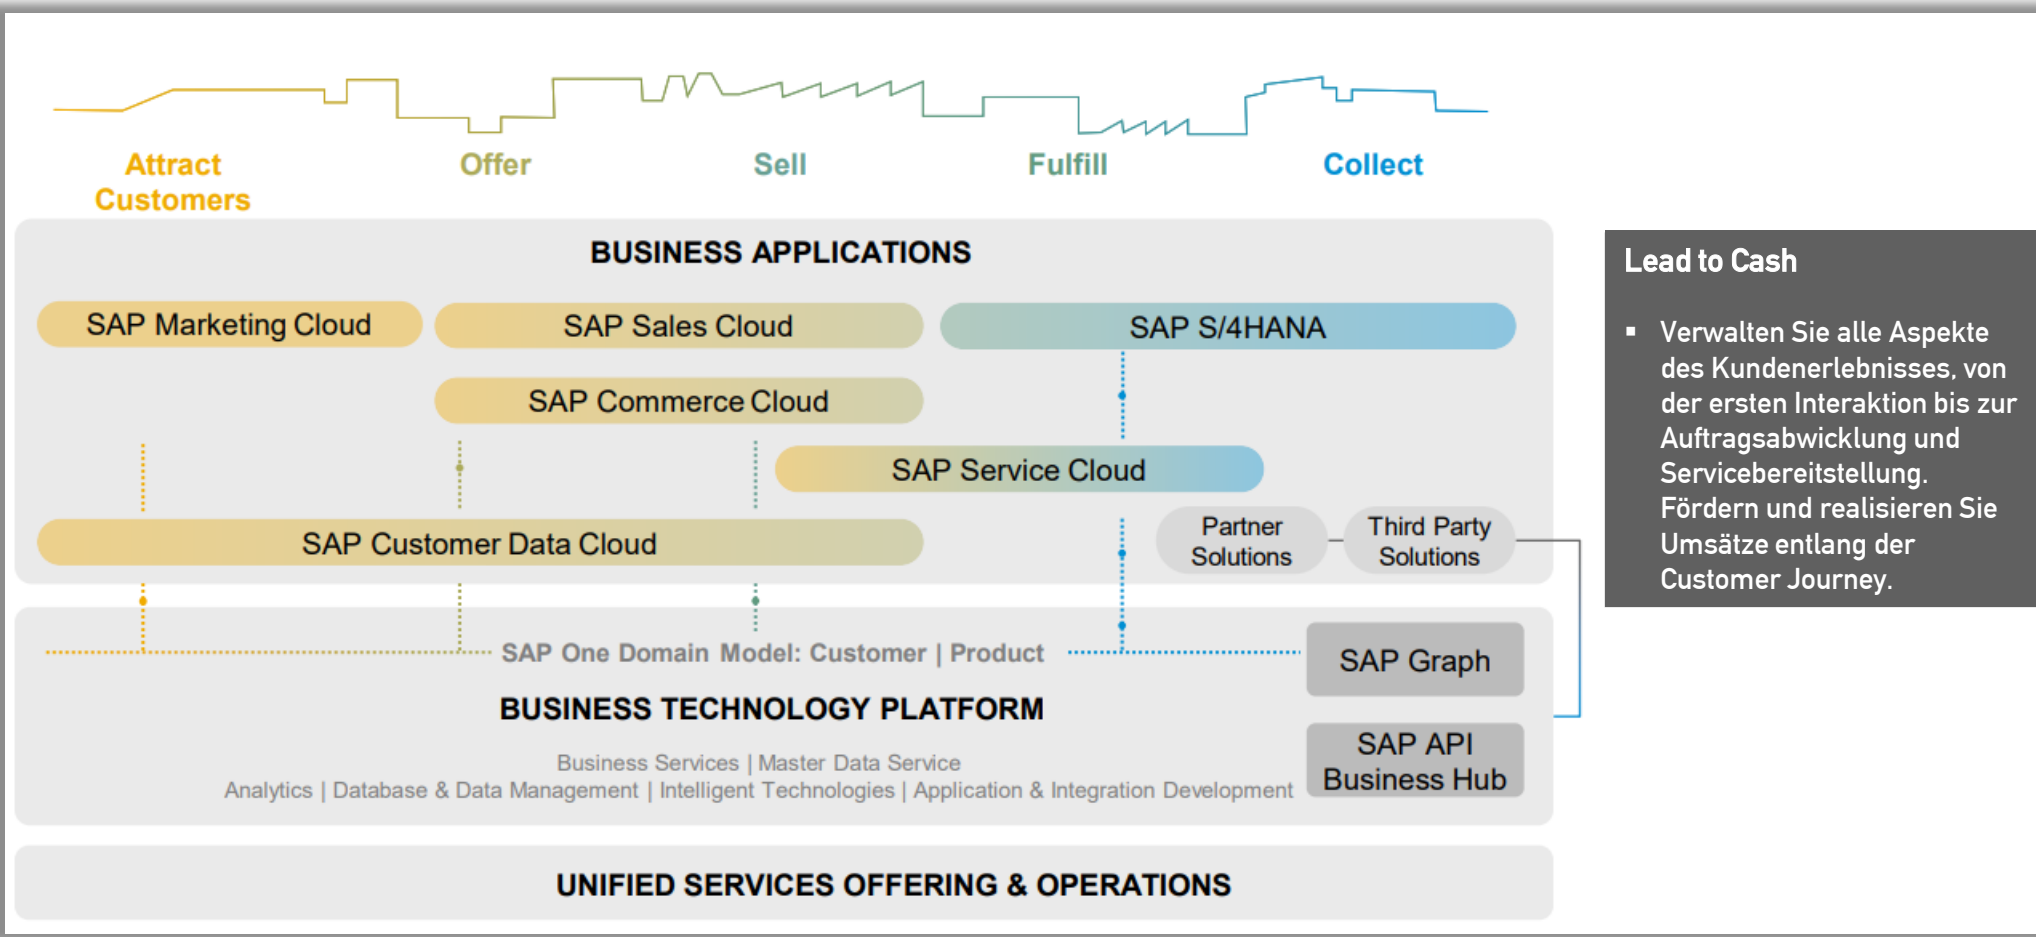 Attract
Customers
Offer
Sell
Fulfill
Collect
BUSINESS APPLICATIONS
SAP Marketing Cloud
SAP Sales Cloud
SAP S/4HANA
SAP Commerce Cloud
SAP Service Cloud
SAP Customer Data Cloud
Partner
Solutions
Third Party
Solutions
SAP One Domain Model: Customer | Product
SAP Graph
BUSINESS TECHNOLOGY PLATFORM
Business Services | Master Data Service
Analytics | Database & Data Management | Intelligent Technologies | Application & Integration Development
SAP API
Business Hub
UNIFIED SERVICES OFFERING & OPERATIONS
Lead to Cash
▪ Verwalten Sie alle Aspekte
des Kundenerlebnisses, von
der ersten Interaktion bis zur
Auftragsabwicklung und
Servicebereitstellung.
Fördern und realisieren Sie
Umsätze entlang der
Customer Journey.